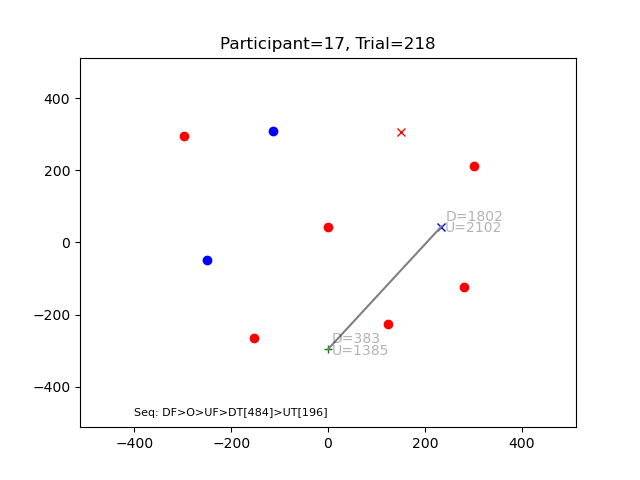 Participant=17, Trial=218
400
200
0
−200
−400
D=1802
U=2102
D=383
U=1385
Seq: DF>O>UF>DT[484]>UT[196]
−400
−200
0
200
400